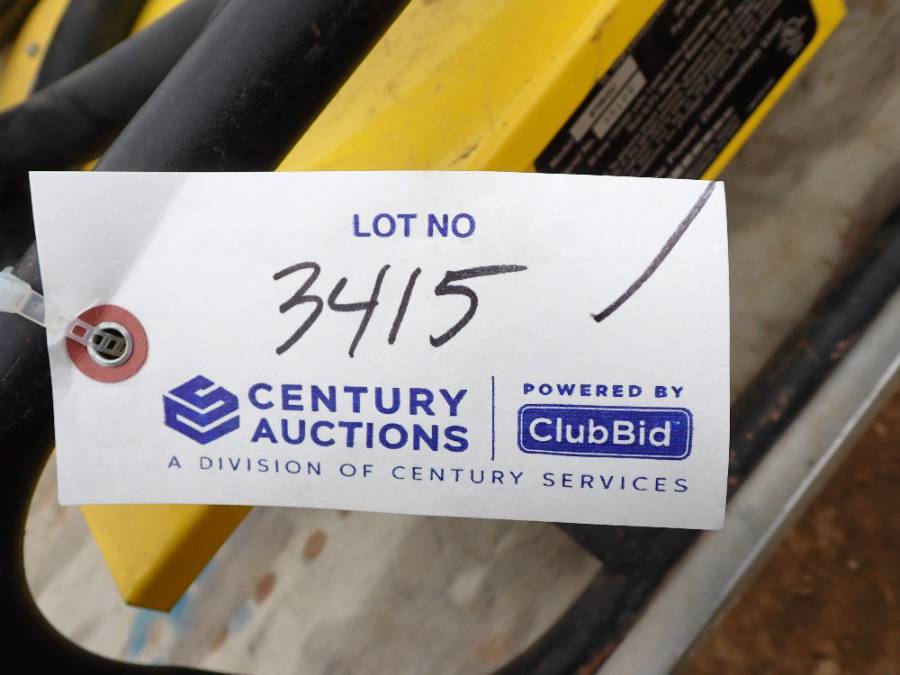 LOT NO
3415
CENTURY
AUCTIONS
POWERED BY
ClubBid
A DIVISION OF CENTURY SERVICES